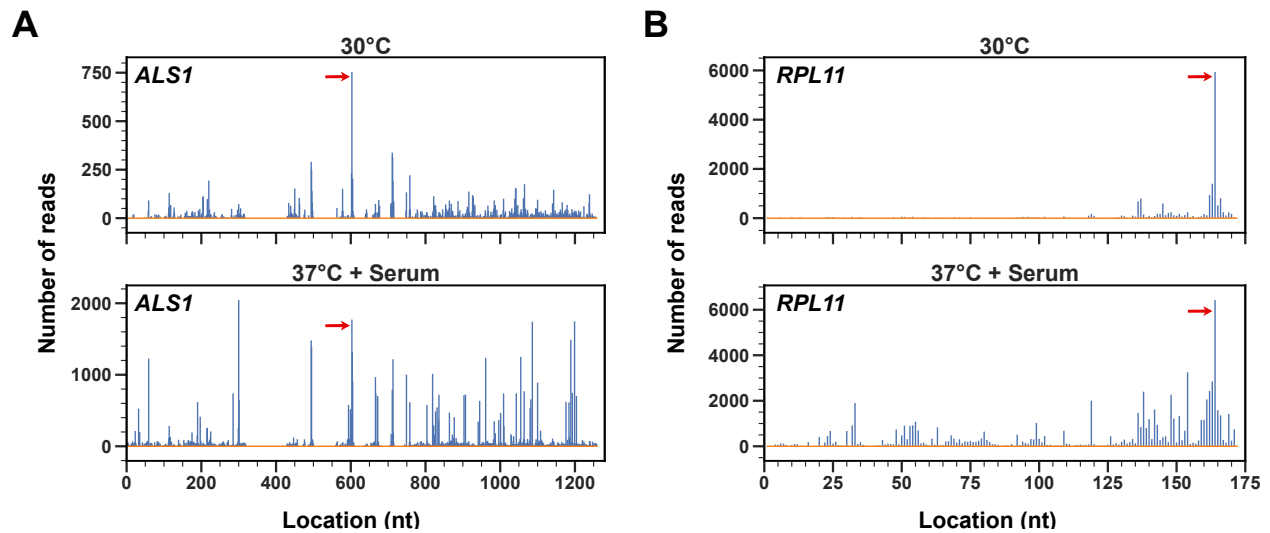 A
30°C
ALS1
750
500
250
0
37°C + Serum
ALS1
2000
1000
0
0 200 400 600 800 1000 1200
Number of reads
Location (nt)
B
30°C
RPL11
6000
4000
2000
0
37°C + Serum
RPL11
6000
4000
2000
0
0 25 50 75 100 125 150 175
Number of reads
Location (nt)